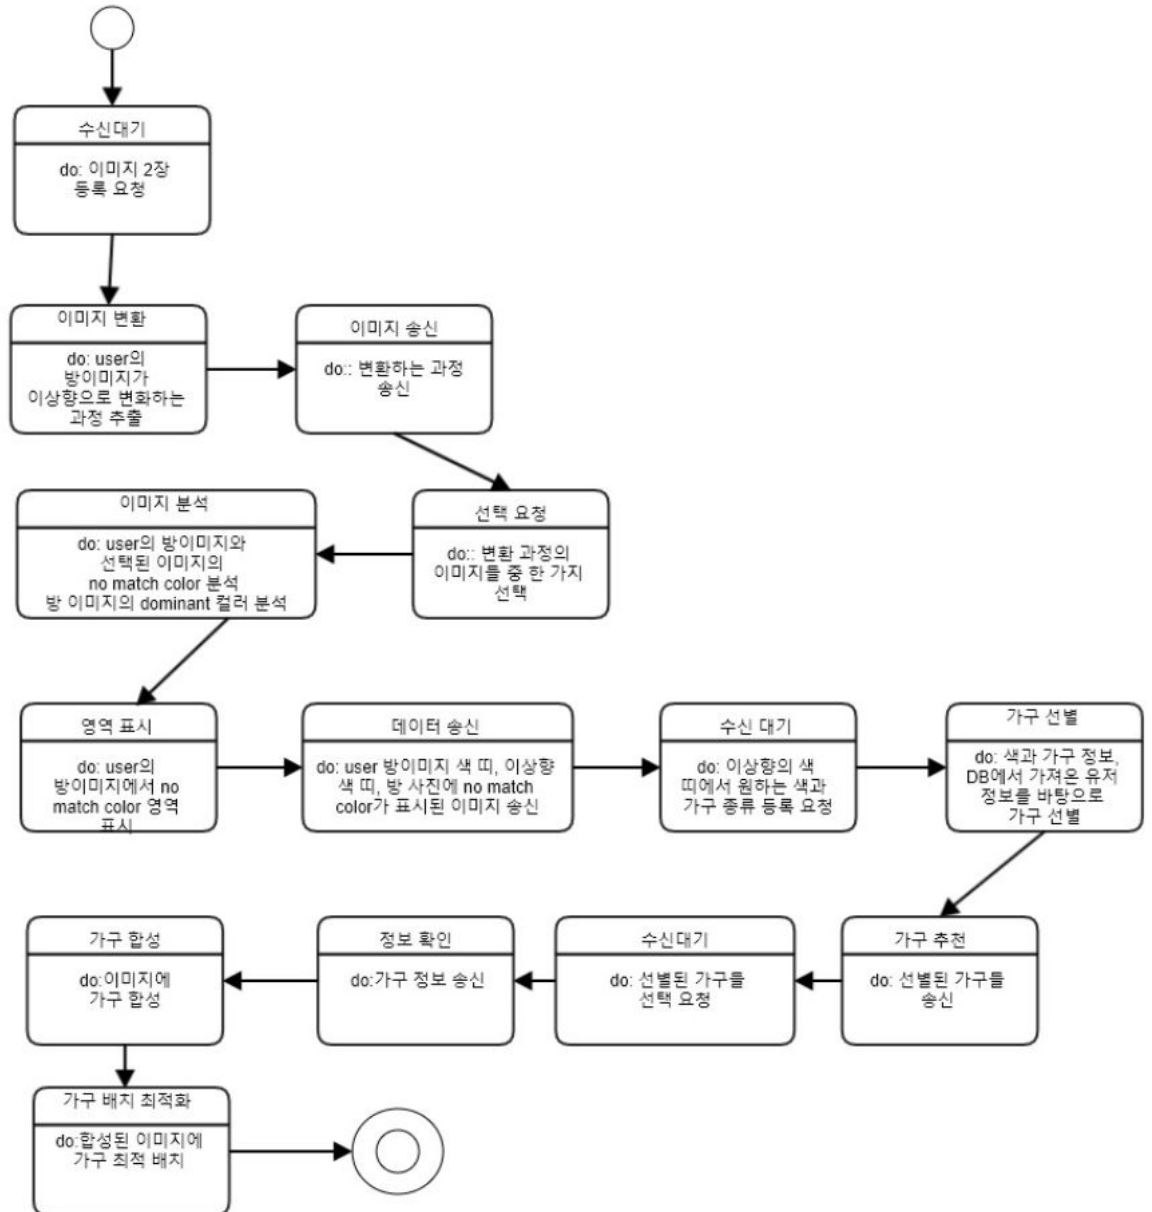 수신대기
do: 이미지 2장
등록 요청
이미지 변환
do: user의
방이미지가
이상향으로 변화하는
과정 추출
이미지 송신
do:: 변환하는 과정
송신
선택 요청
do:: 변환 과정의
이미지들 중 한 가지
선택
이미지 분석
do: user의 방이미지와
선택된 이미지의
no match color 분석
방 이미지의 dominant 컬러 분석
영역 표시
do: user의
방이미지에서 no
match color 영역
표시
데이터 송신
do: user 방이미지 색 띠, 이상향
색 띠, 방 사진에 no match
color가 표시된 이미지 송신
수신 대기
do: 이상향의 색
띠에서 원하는 색과
가구 종류 등록 요청
가구 선별
do: 색과 가구 정보,
DB에서 가져온 유저
정보를 바탕으로
가구 선별
가구 추천
do: 선별된 가구들
송신
수신대기
do: 선별된 가구들
선택 요청
정보 확인
do:가구 정보 송신
가구 합성
do:이미지에
가구 합성
가구 배치 최적화
do:합성된 이미지에
가구 최적 배치